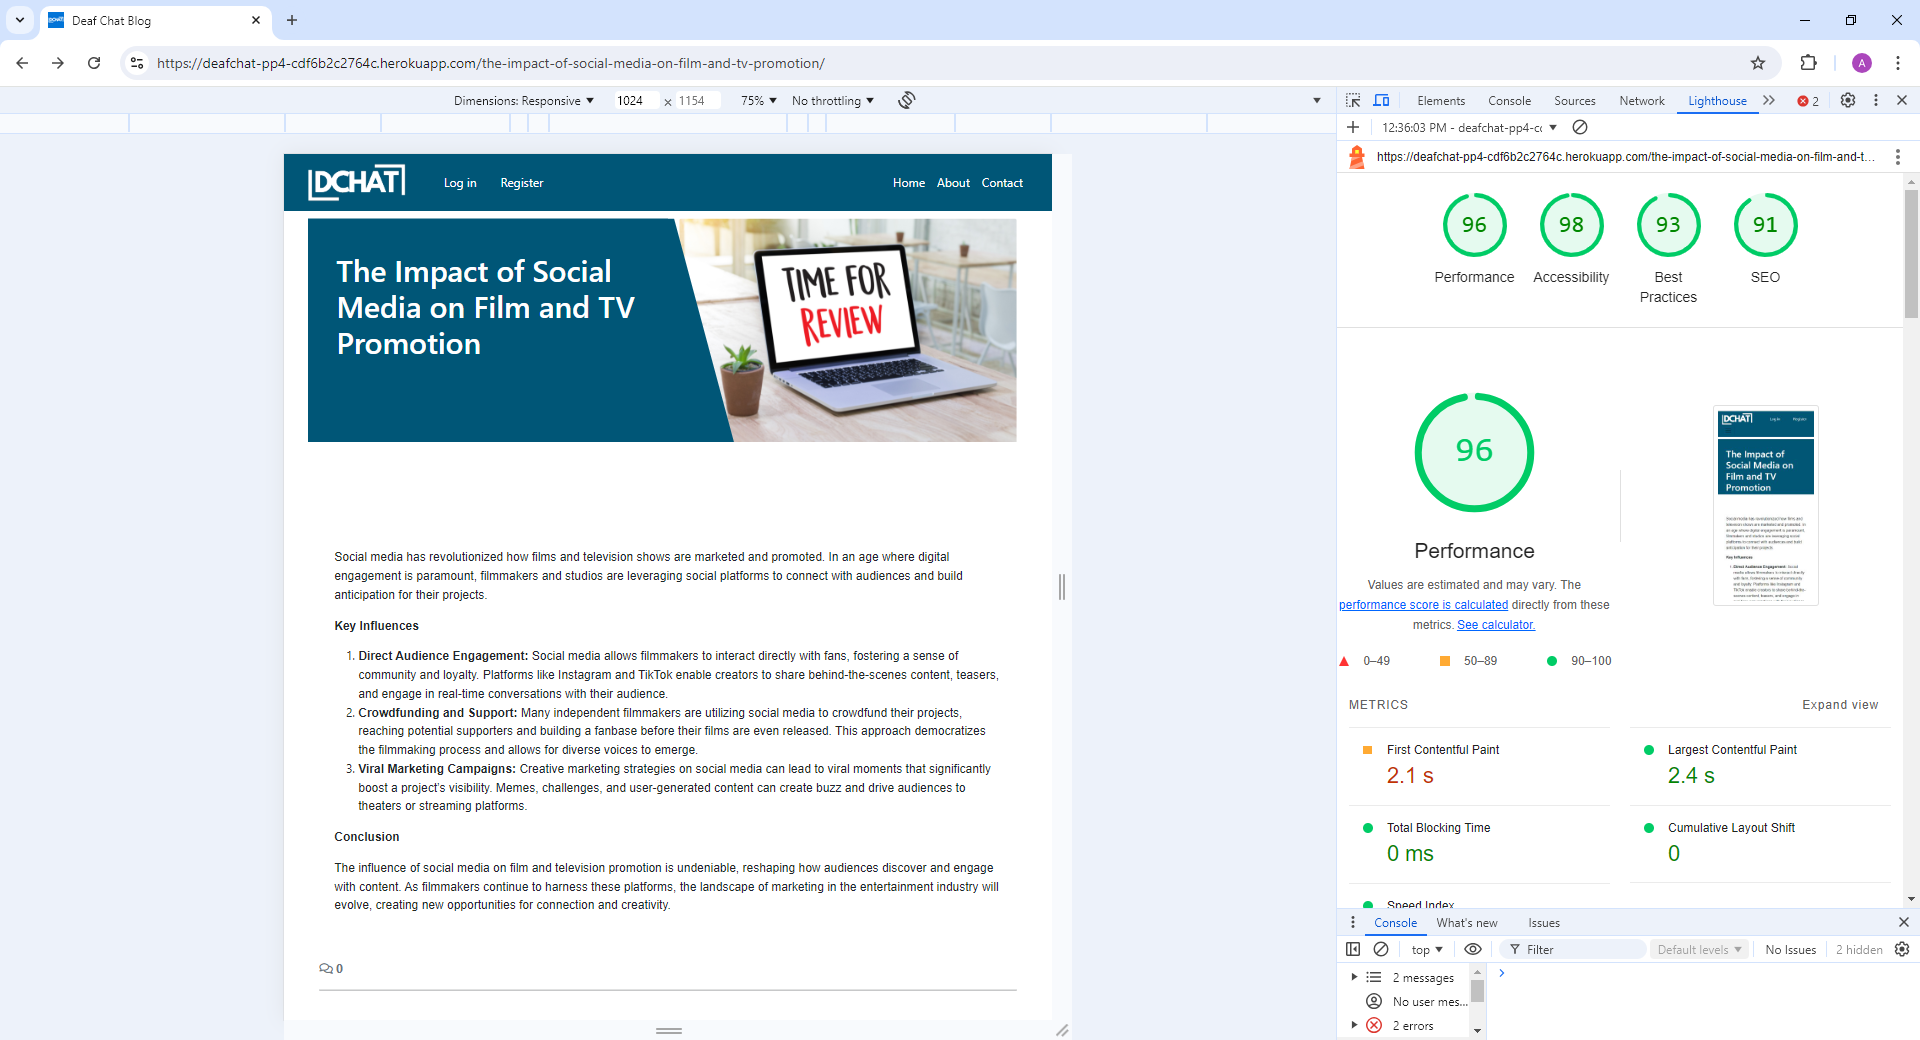 Deaf Chat Blog
https://deafchat-pp4-cdf6b2c2764c.herokuapp.com/the-impact-of-social-media-on-film-and-tv-promotion/
A
Dimensions: Responsive
1024 × 1154
75%
No throttling
Elements
Console
Sources
Network
Lighthouse
2
12:36:03 PM - deafchat-pp4-c
https://deafchat-pp4-cdf6b2c2764c.herokuapp.com/the-impact-of-social-media-on-film-and-t...
DCHAT
Log in
Register
Home
About
Contact
The Impact of Social
Media on Film and TV
Promotion
TIME FOR
REVIEW
Social media has revolutionized how films and television shows are marketed and promoted. In an age where digital
engagement is paramount, filmmakers and studios are leveraging social platforms to connect with audiences and build
anticipation for their projects.
Key Influences
1. Direct Audience Engagement: Social media allows filmmakers to interact directly with fans, fostering a sense of
community and loyalty. Platforms like Instagram and TikTok enable creators to share behind-the-scenes content, teasers,
and engage in real-time conversations with their audience.
2. Crowdfunding and Support: Many independent filmmakers are utilizing social media to crowdfund their projects,
reaching potential supporters and building a fanbase before their films are even released. This approach democratizes
the filmmaking process and allows for diverse voices to emerge.
3. Viral Marketing Campaigns: Creative marketing strategies on social media can lead to viral moments that significantly
boost a project's visibility. Memes, challenges, and user-generated content can create buzz and drive audiences to
theaters or streaming platforms.
Conclusion
The influence of social media on film and television promotion is undeniable, reshaping how audiences discover and engage
with content. As filmmakers continue to harness these platforms, the landscape of marketing in the entertainment industry will
evolve, creating new opportunities for connection and creativity.
0
96
98
93
91
Performance
Accessibility
Best
Practices
SEO
96
Performance
Values are estimated and may vary. The
performance score is calculated directly from these
metrics. See calculator.
0–49
50–89
90–100
DCHAT
Log in
Register
The Impact of
Social Media on
Film and TV
Promotion
METRICS
Expand view
First Contentful Paint
2.1 s
Largest Contentful Paint
2.4 s
Total Blocking Time
0 ms
Cumulative Layout Shift
0
Speed Index
Console
What's new
Issues
top
Filter
Default levels
No Issues
2 hidden
2 messages
No user mes...
2 errors